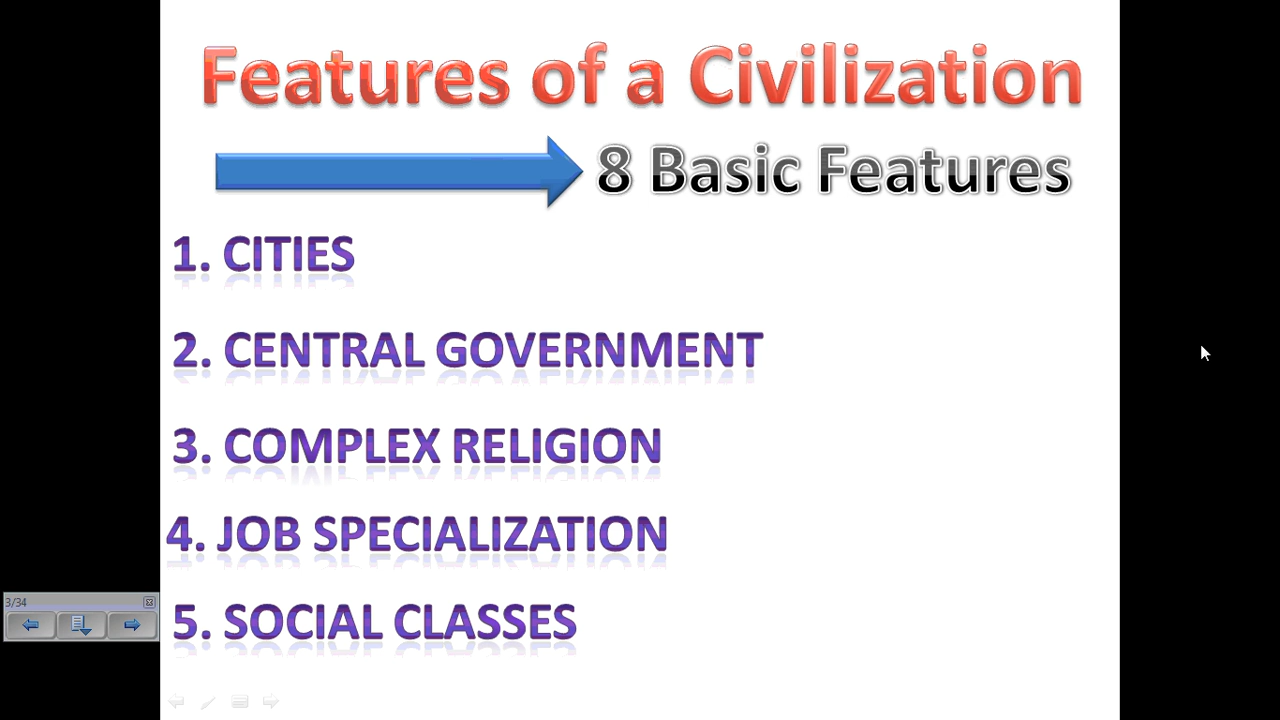 Features of a Civilization
8 Basic Features
1. CITIES
2. CENTRAL GOVERNMENT
3. COMPLEX RELIGION
4. JOB SPECIALIZATION
5. SOCIAL CLASSES
3/34